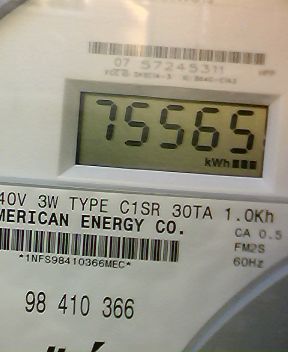 07 57245311
75565
kWh
40V 3W TYPE C1SR 30TA 1.0Kh
MERICAN ENERGY CO.
CA 0.5
FM2S
*1NFS98410366MEC*
60Hz
98 410 366